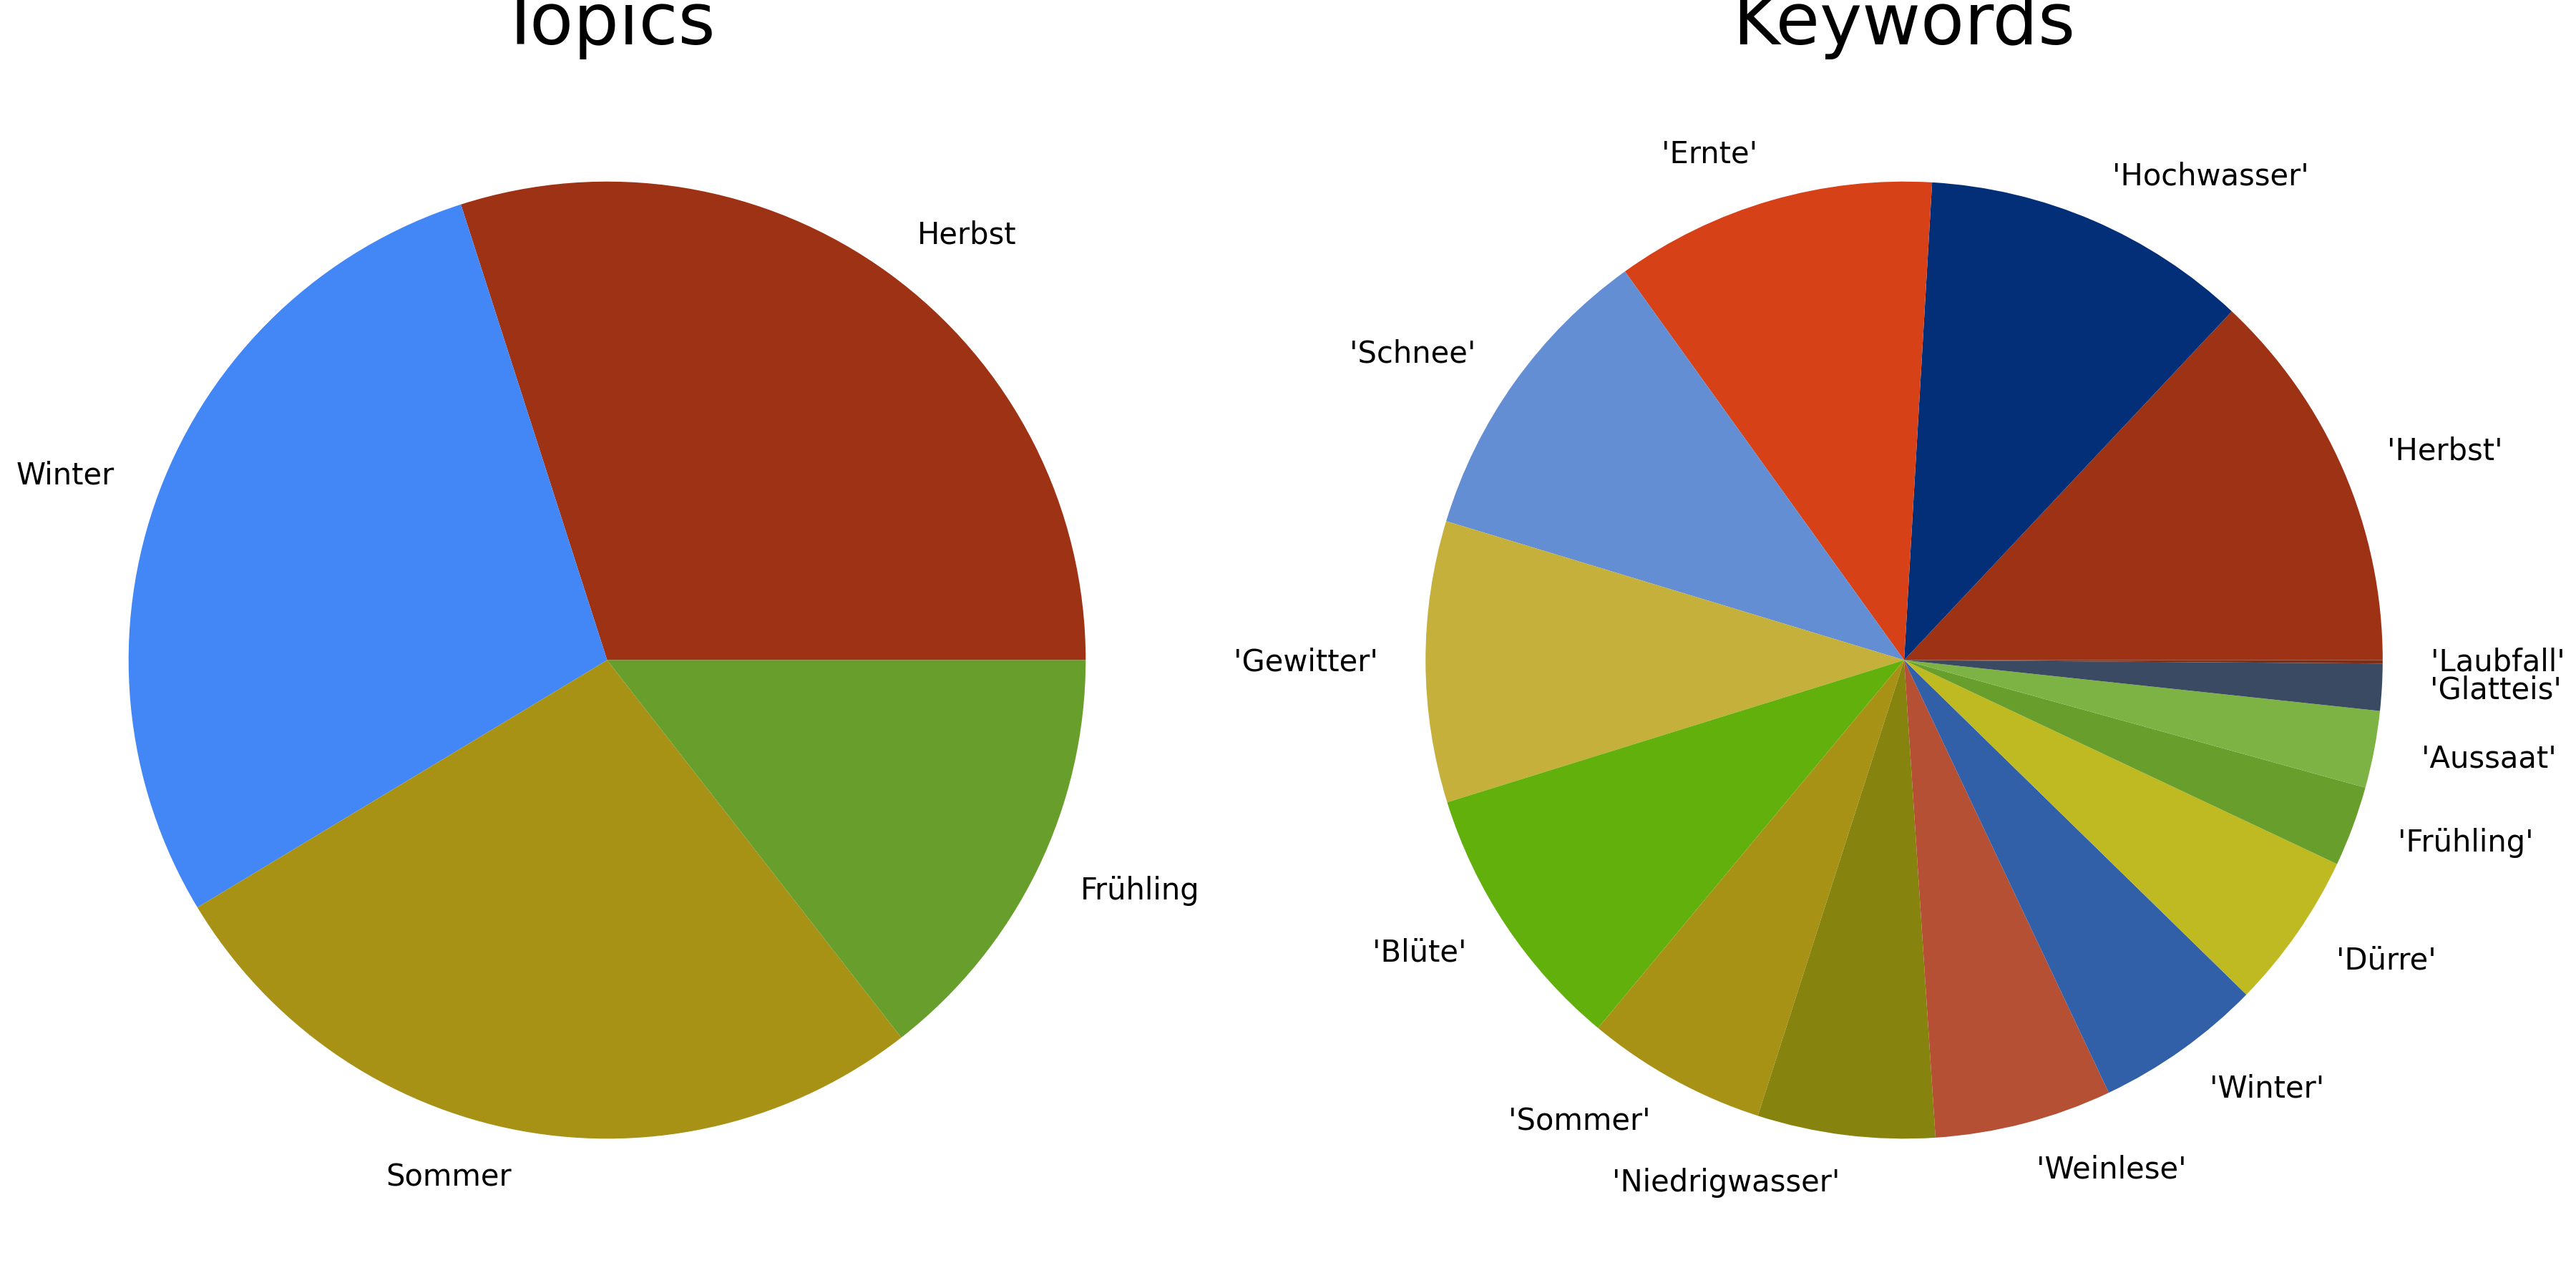 Topics
Herbst
Winter
Frühling
Sommer
Keywords
'Ernte'
'Hochwasser'
'Schnee'
'Herbst'
'Gewitter'
'Laubfall'
'Glatteis'
'Aussaat'
'Frühling'
'Blüte'
'Dürre'
'Winter'
'Sommer'
'Weinlese'
'Niedrigwasser'